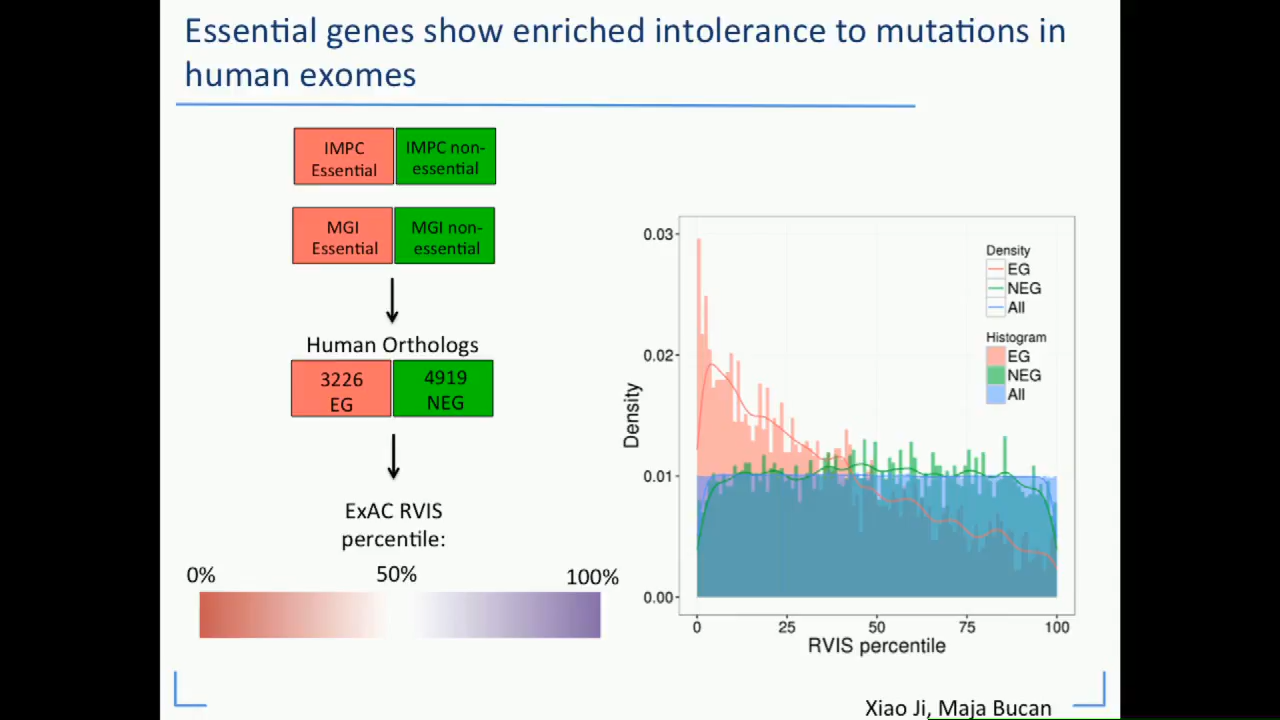 Essential genes show enriched intolerance to mutations in
human exomes
IMPC
Essential
IMPC non-
essential
MGI
Essential
MGI non-
essential
Human Orthologs
3226
EG
4919
NEG
ExAC RVIS
percentile:
0%
50%
100%
Density
0.03
0.02
0.01
0.00
0
25
50
75
100
RVIS percentile
Density
EG
NEG
All
Histogram
EG
NEG
All
Xiao Ji, Maja Bucan